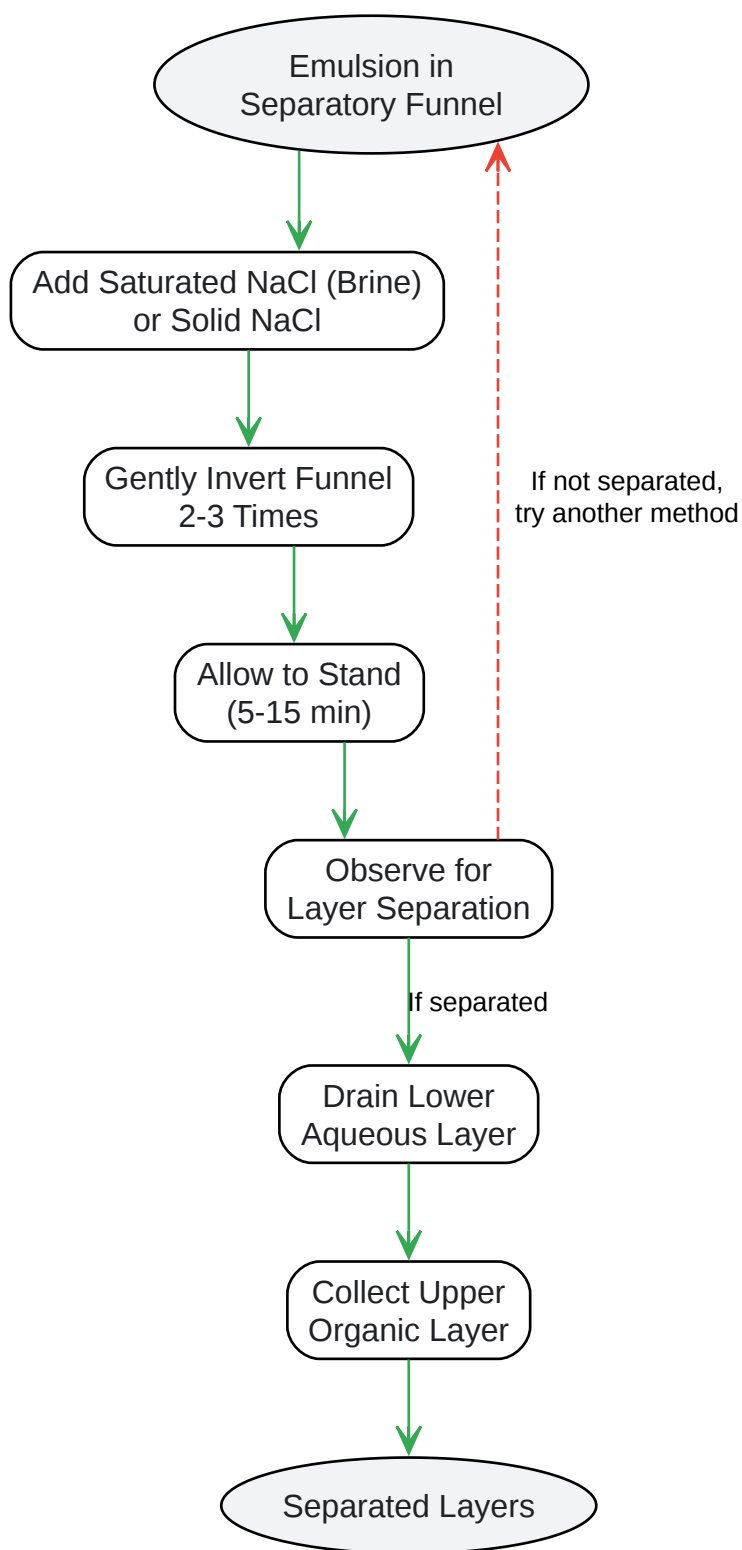 Emulsion in
Separatory Funnel
Add Saturated NaCl (Brine)
or Solid NaCl
Gently Invert Funnel
2-3 Times
If not separated,
try another method
Allow to Stand
(5-15 min)
Observe for
Layer Separation
If separated
Drain Lower
Aqueous Layer
Collect Upper
Organic Layer
Separated Layers